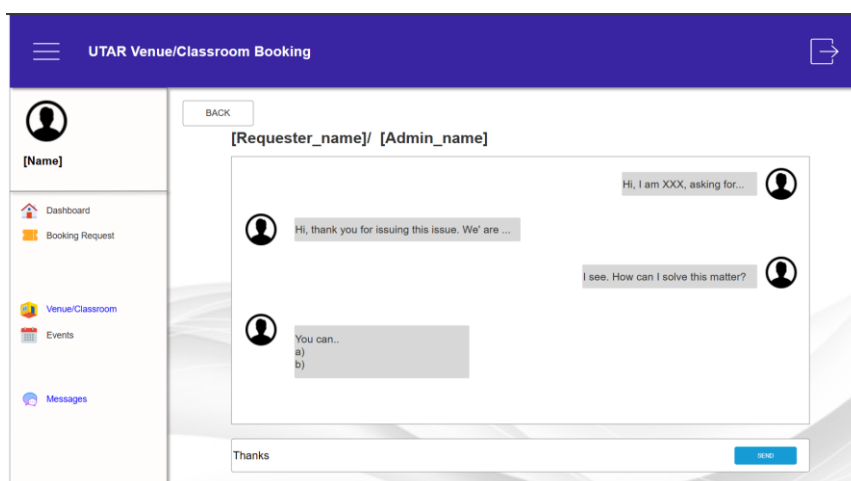 UTAR Venue/Classroom Booking
[Name]
Dashboard
Booking Request
Venue/Classroom
Events
Messages
BACK
[Requester_name]/ [Admin_name]
Hi, I am XXX, asking for...
Hi, thank you for issuing this issue. We' are ...
I see. How can I solve this matter?
You can..
a)
b)
Thanks
SEND